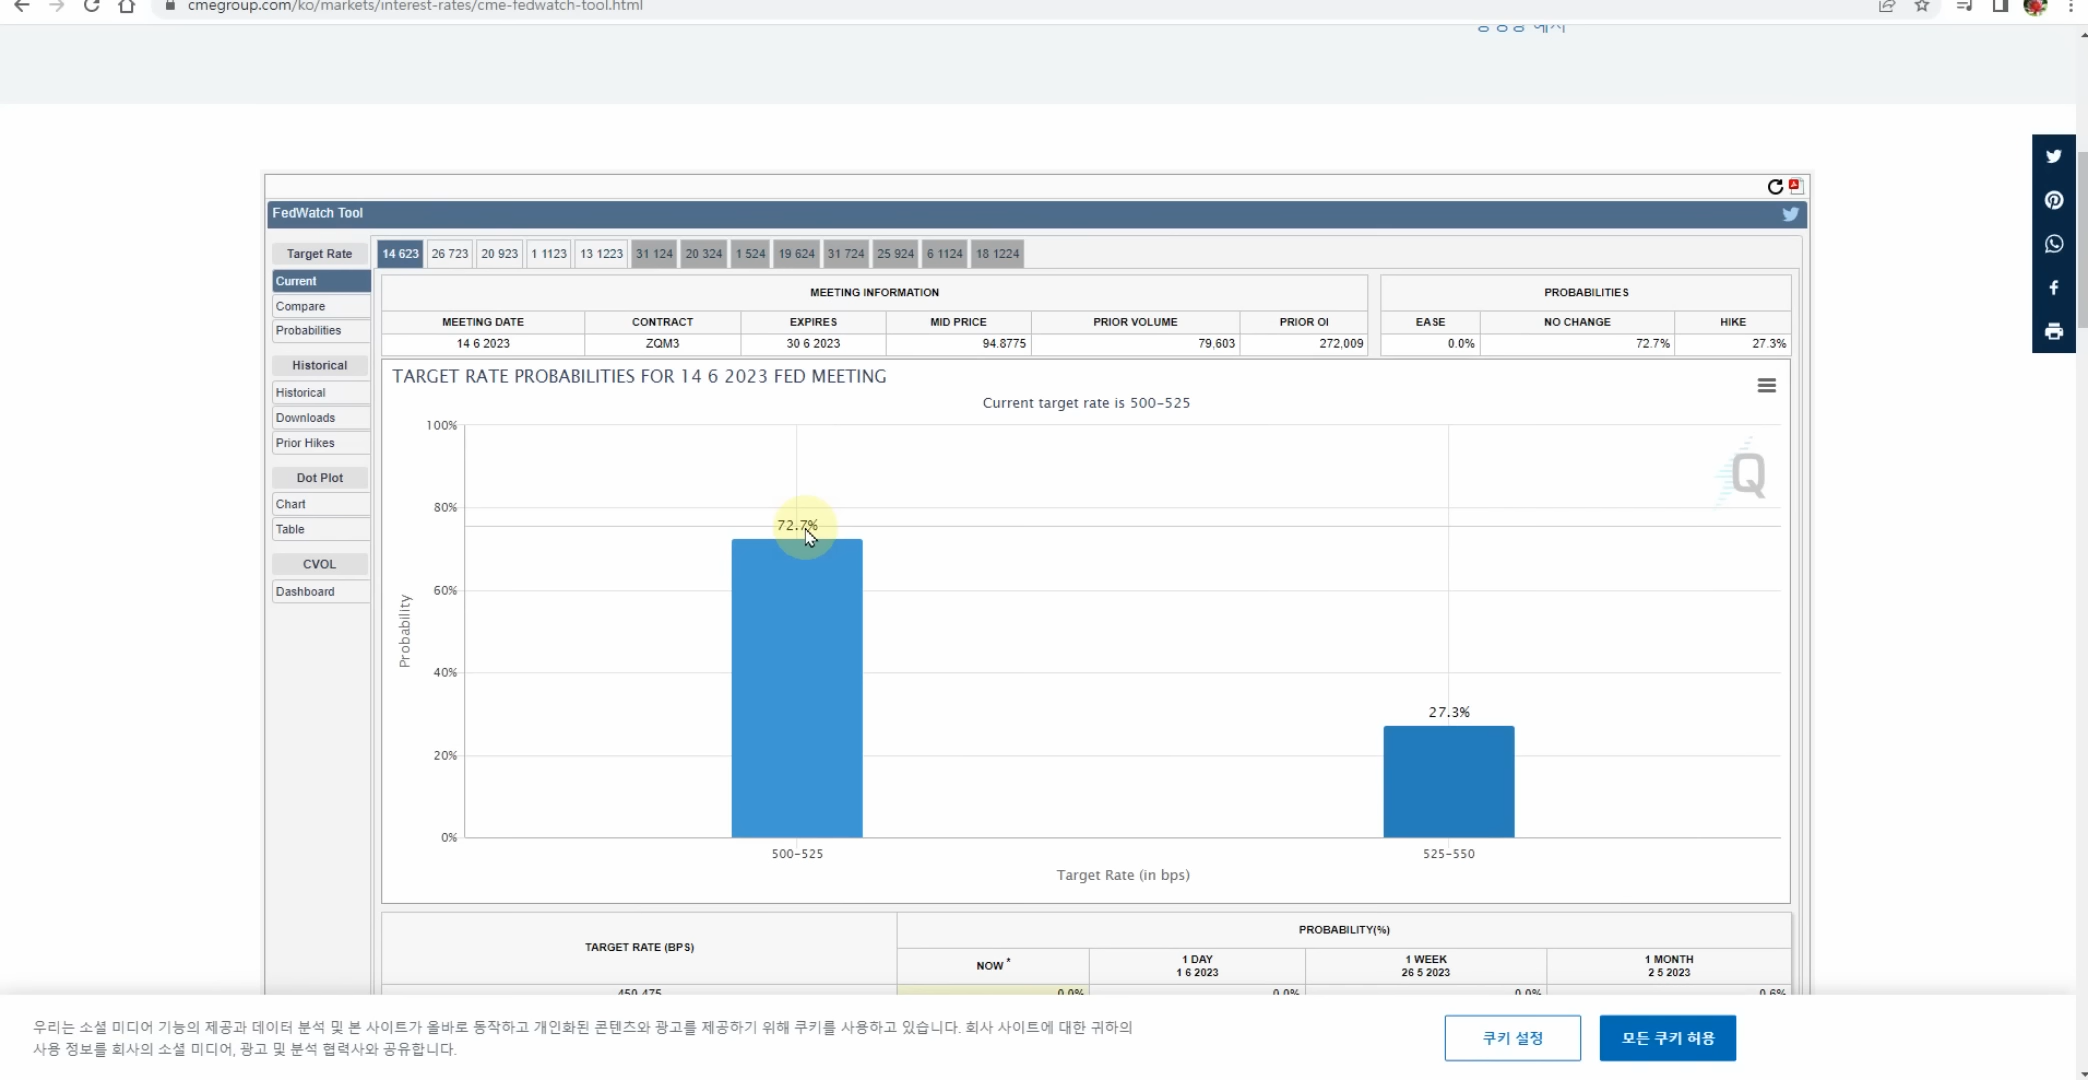 cmegroup.com/ko/markets/interest-rates/cme-fedwatch-tool.html
FedWatch Tool
Target Rate
Current
Compare
Probabilities
Historical
Historical
Downloads
Prior Hikes
Dot Plot
Chart
Table
CVOL
Dashboard
14 623 26 723 20 923 1 1123 13 1223 31 124 20 324 1 524 19 624 31 724 25 924 6 1124 18 1224
MEETING INFORMATION
MEETING DATE CONTRACT EXPIRES MID PRICE PRIOR VOLUME PRIOR OI
14 6 2023 ZQM3 30 6 2023 94.8775 79,603 272,009
PROBABILITIES
EASE NO CHANGE HIKE
0.0% 72.7% 27.3%
TARGET RATE PROBABILITIES FOR 14 6 2023 FED MEETING
Current target rate is 500-525
Q
Probability
100%
80%
60%
40%
20%
0%
72.7%
27.3%
500-525 525-550
Target Rate (in bps)
TARGET RATE (BPS)
PROBABILITY(%)
NOW *
1 DAY
1 6 2023
1 WEEK
26 5 2023
1 MONTH
2 5 2023
450-475 0.0% 0.0% 0.0% 0.6%
우리는 소셜 미디어 기능의 제공과 데이터 분석 및 본 사이트가 올바로 동작하고 개인화된 콘텐츠와 광고를 제공하기 위해 쿠키를 사용하고 있습니다. 회사 사이트에 대한 귀하의
사용 정보를 회사의 소셜 미디어, 광고 및 분석 협력사와 공유합니다.
쿠키 설정
모든 쿠키 허용